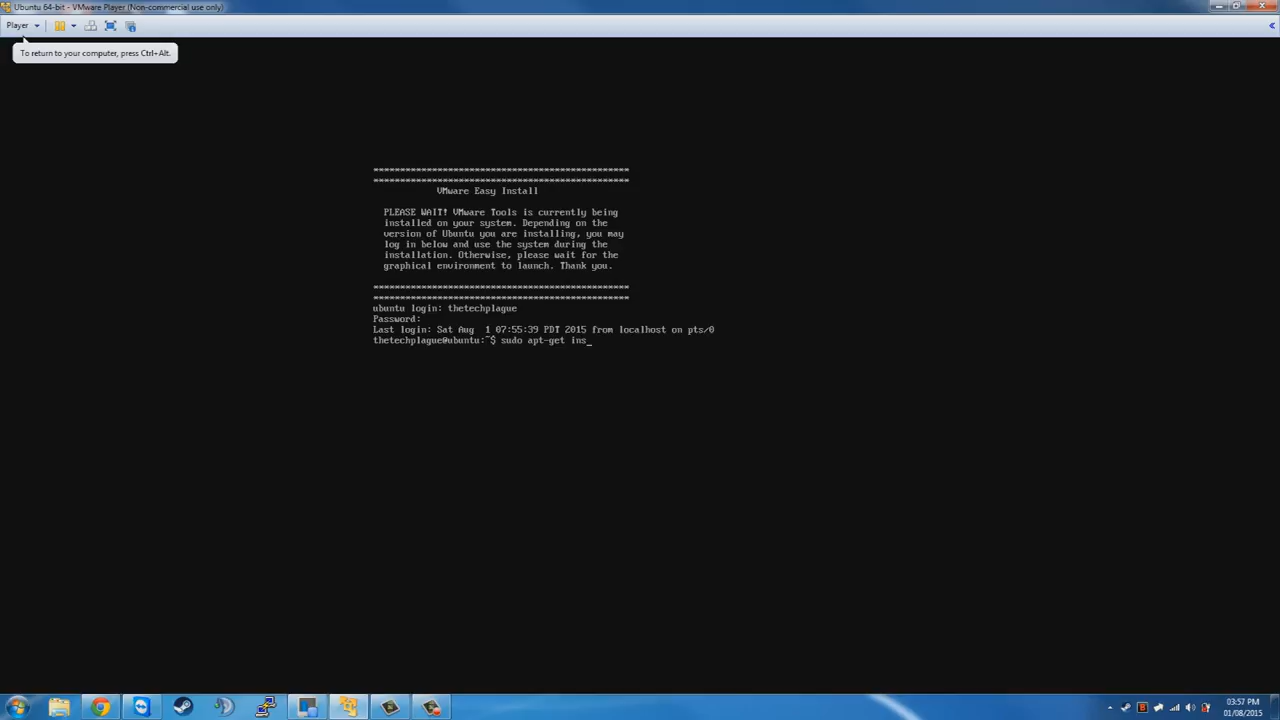 Ubuntu 64-bit - VMware Player (Non-commercial use only)
Player
To return to your computer, press Ctrl+Alt.
************************************************
************************************************
VMware Easy Install
PLEASE WAIT! VMware Tools is currently being
installed on your system. Depending on the
version of Ubuntu you are installing, you may
log in below and use the system during the
installation. Otherwise, please wait for the
graphical environment to launch. Thank you.
************************************************
************************************************
ubuntu login: thetechplague
Password:
Last login: Sat Aug  1 07:55:39 PDT 2015 from localhost on pts/0
thetechplague@ubuntu:~$ sudo apt-get ins_
03:57 PM
01/08/2015